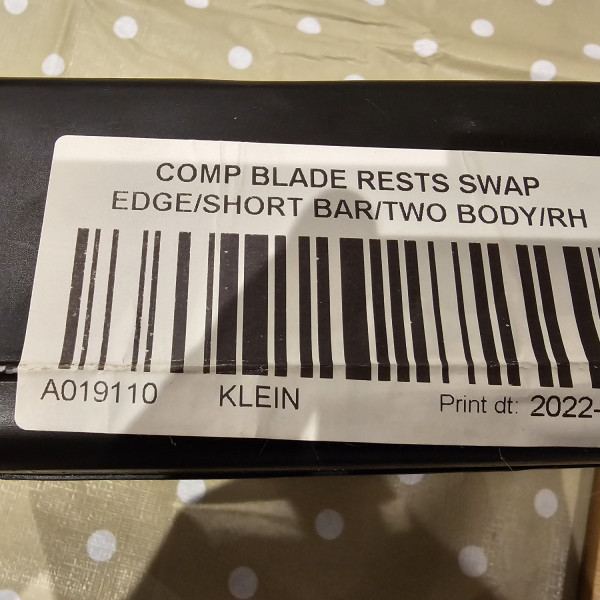 COMP BLADE RESTS SWAP
EDGE/SHORT BAR/TWO BODY/RH
A019110 KLEIN Print dt: 2022-